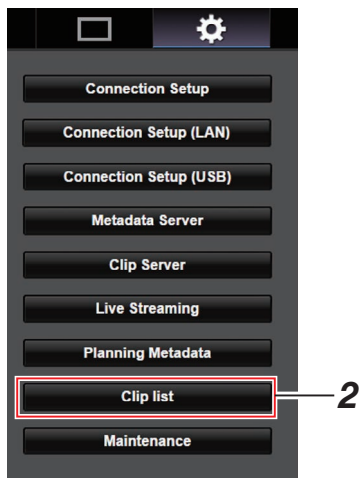 Connection Setup
Connection Setup (LAN)
Connection Setup (USB)
Metadata Server
Clip Server
Live Streaming
Planning Metadata
Clip list
2
Maintenance